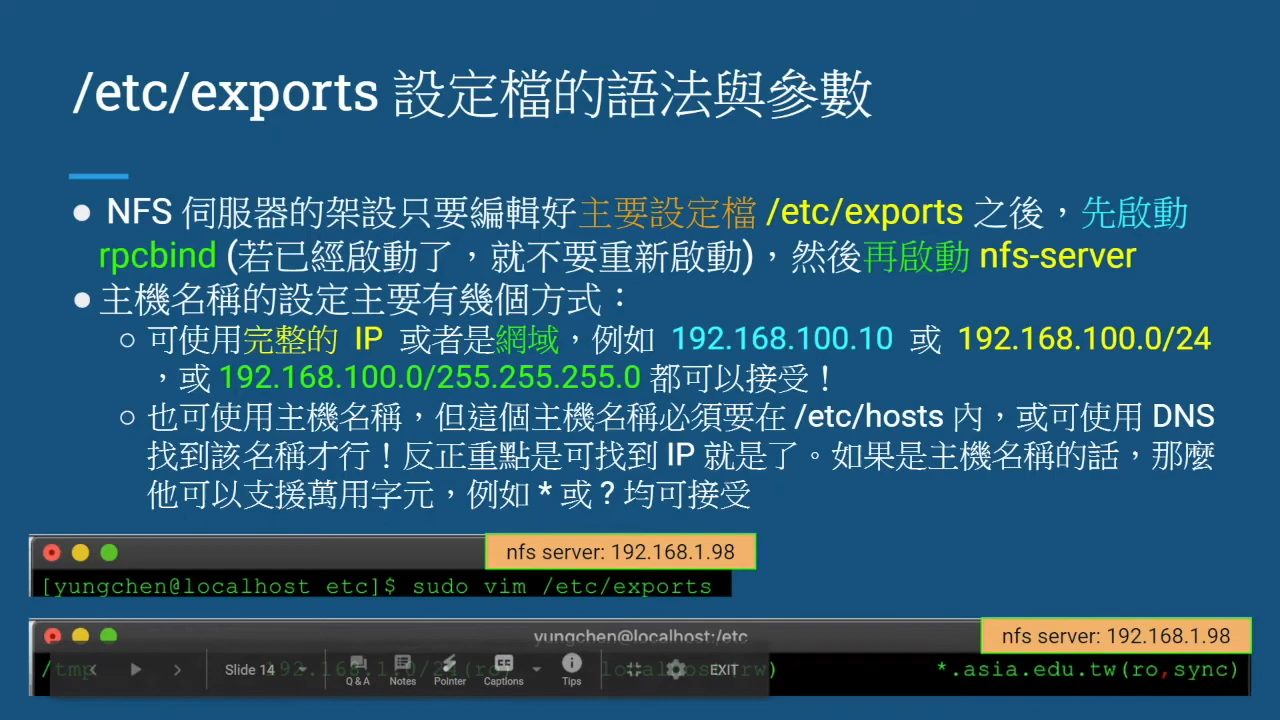 /etc/exports 設定檔的語法與參數
● NFS 伺服器的架設只要編輯好主要設定檔 /etc/exports 之後，先啟動
rpcbind (若已經啟動了，就不要重新啟動)，然後再啟動 nfs-server
● 主機名稱的設定主要有幾個方式：
○ 可使用完整的 IP 或者是網域，例如 192.168.100.10 或 192.168.100.0/24
，或 192.168.100.0/255.255.255.0 都可以接受！
○ 也可使用主機名稱，但這個主機名稱必須要在 /etc/hosts 內，或可使用 DNS
找到該名稱才行！反正重點是可找到 IP 就是了。如果是主機名稱的話，那麼
他可以支援萬用字元，例如 * 或 ? 均可接受
nfs server: 192.168.1.98
[yungchen@localhost etc]$ sudo vim /etc/exports
yungchen@localhost:/etc
nfs server: 192.168.1.98
/tmp 192.168.1.0/24(ro) localhost(rw) *.asia.edu.tw(ro,sync)
Slide 14 Q & A Notes Pointer Captions Tips EXIT